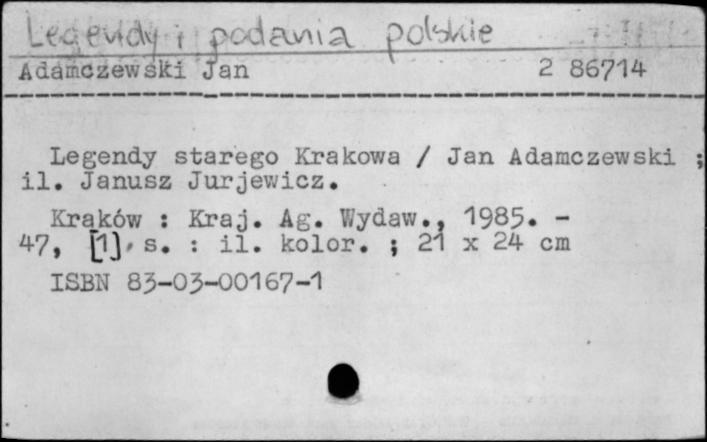 Legendy i podania polskie
Adamczewski Jan 2 86714
Legendy starego Krakowa / Jan Adamczewski ;
il. Janusz Jurjewicz.
Kraków : Kraj. Ag. Wydaw., 1985. -
47, [1] s. : il. kolor. ; 21 x 24 cm
ISBN 83-03-00167-1